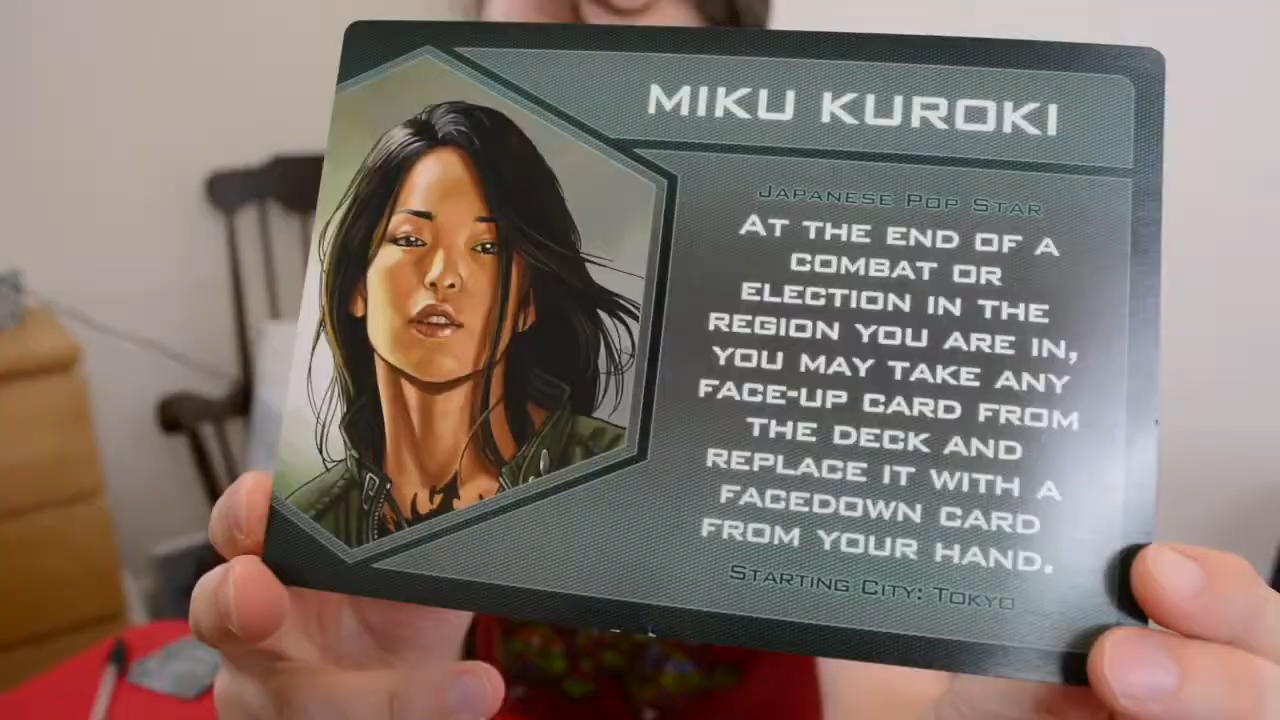 MIKU KUROKI
JAPANESE POP STAR
AT THE END OF A
COMBAT OR
ELECTION IN THE
REGION YOU ARE IN,
YOU MAY TAKE ANY
FACE-UP CARD FROM
THE DECK AND
REPLACE IT WITH A
FACEDOWN CARD
FROM YOUR HAND.
STARTING CITY: TOKYO